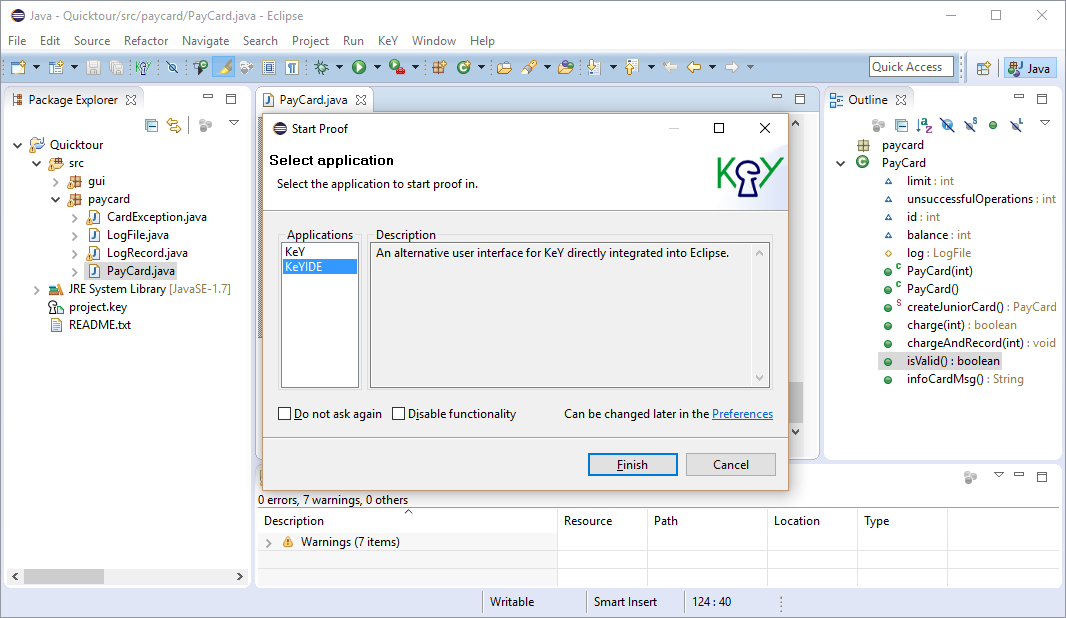 Java - Quicktour/src/paycard/PayCard.java - Eclipse
File Edit Source Refactor Navigate Search Project Run KeY Window Help
Quick Access
Java
Package Explorer
Quicktour
src
gui
paycard
CardException.java
LogFile.java
LogRecord.java
PayCard.java
JRE System Library [JavaSE-1.7]
project.key
README.txt
PayCard.java
Start Proof
Select application
Select the application to start proof in.
KeY
Applications
KeY
KeYIDE
Description
An alternative user interface for KeY directly integrated into Eclipse.
Do not ask again
Disable functionality
Can be changed later in the Preferences
Finish
Cancel
Outline
paycard
PayCard
limit : int
unsuccessfulOperations : int
id : int
balance : int
log : LogFile
PayCard(int)
PayCard()
createJuniorCard() : PayCard
charge(int) : boolean
chargeAndRecord(int) : void
isValid() : boolean
infoCardMsg() : String
0 errors, 7 warnings, 0 others
Description Resource Path Location Type
Warnings (7 items)
Writable Smart Insert 124 : 40